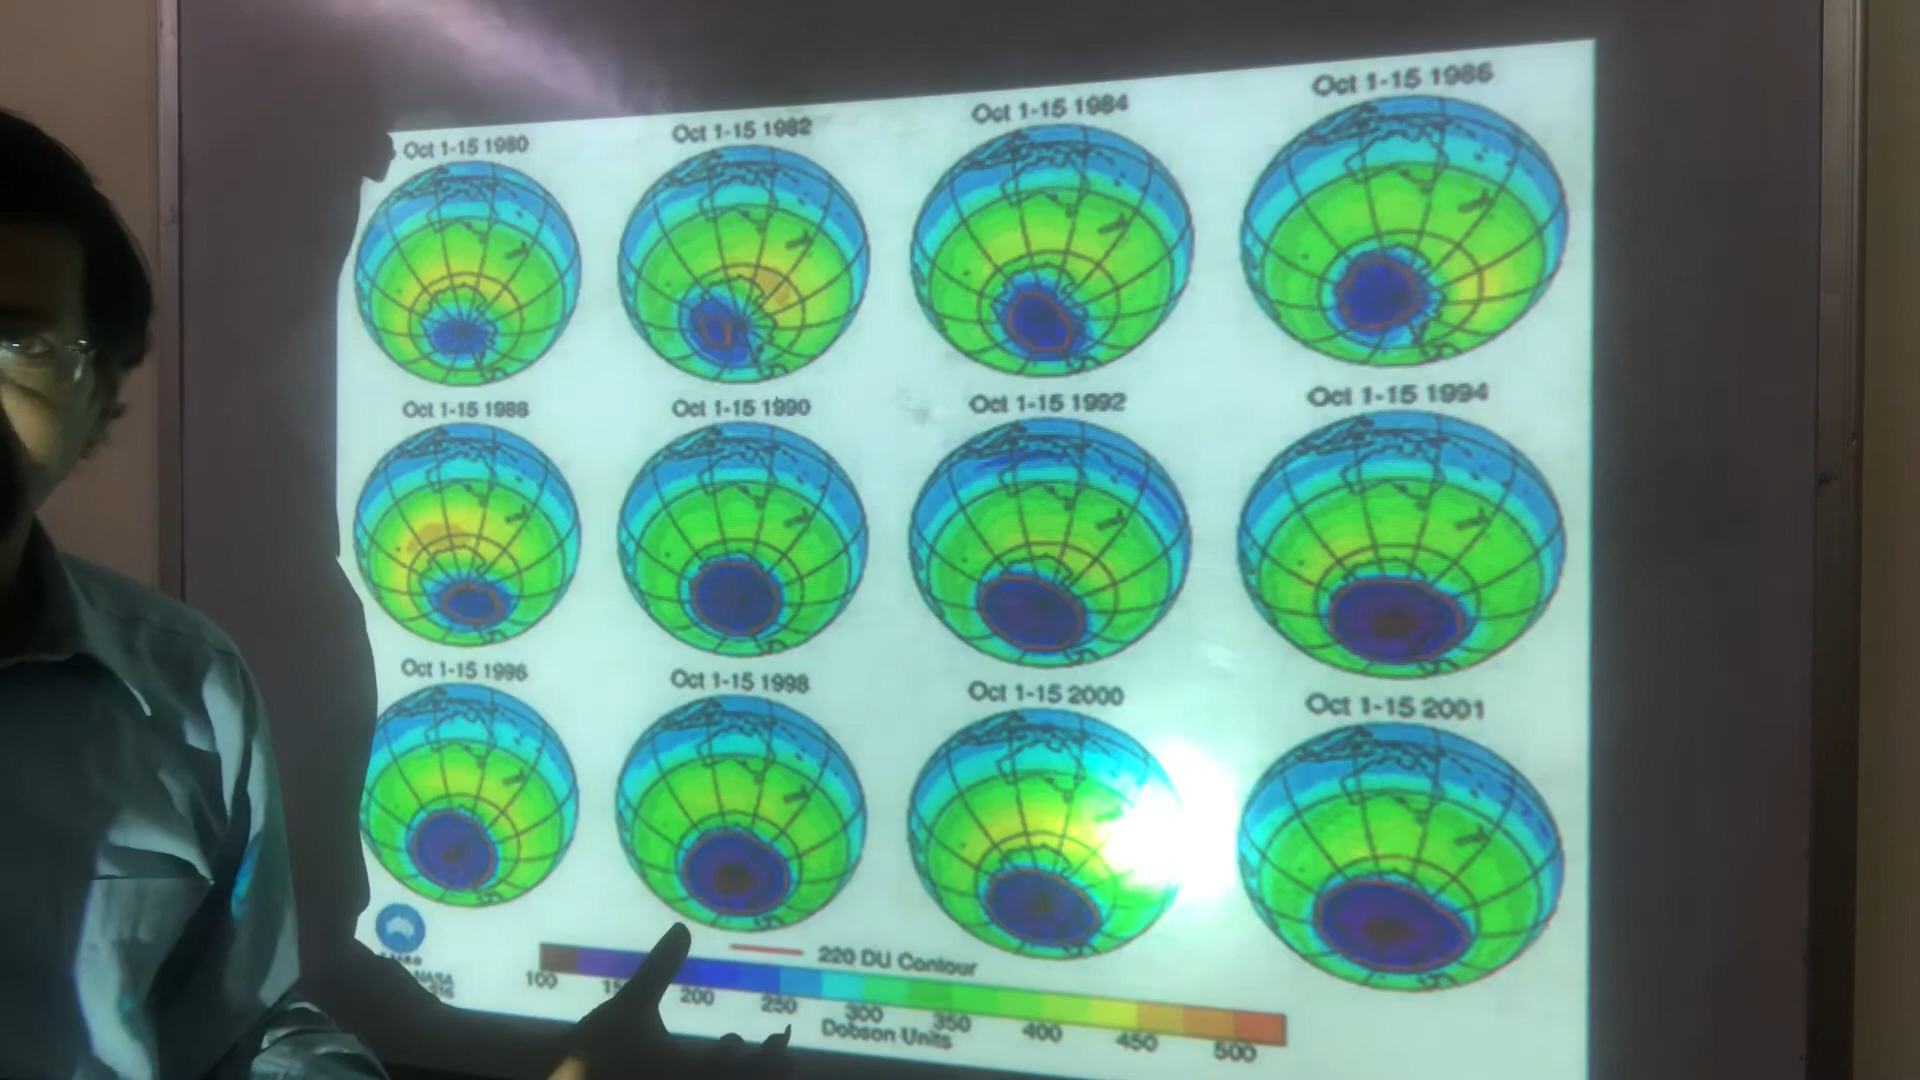 Oct 1-15 1980
Oct 1-15 1982
Oct 1-15 1984
Oct 1-15 1986
Oct 1-15 1988
Oct 1-15 1990
Oct 1-15 1992
Oct 1-15 1994
Oct 1-15 1996
Oct 1-15 1998
Oct 1-15 2000
Oct 1-15 2001
220 DU Contour
NASA
100 200 250 300 350 400 450 500
Dobson Units